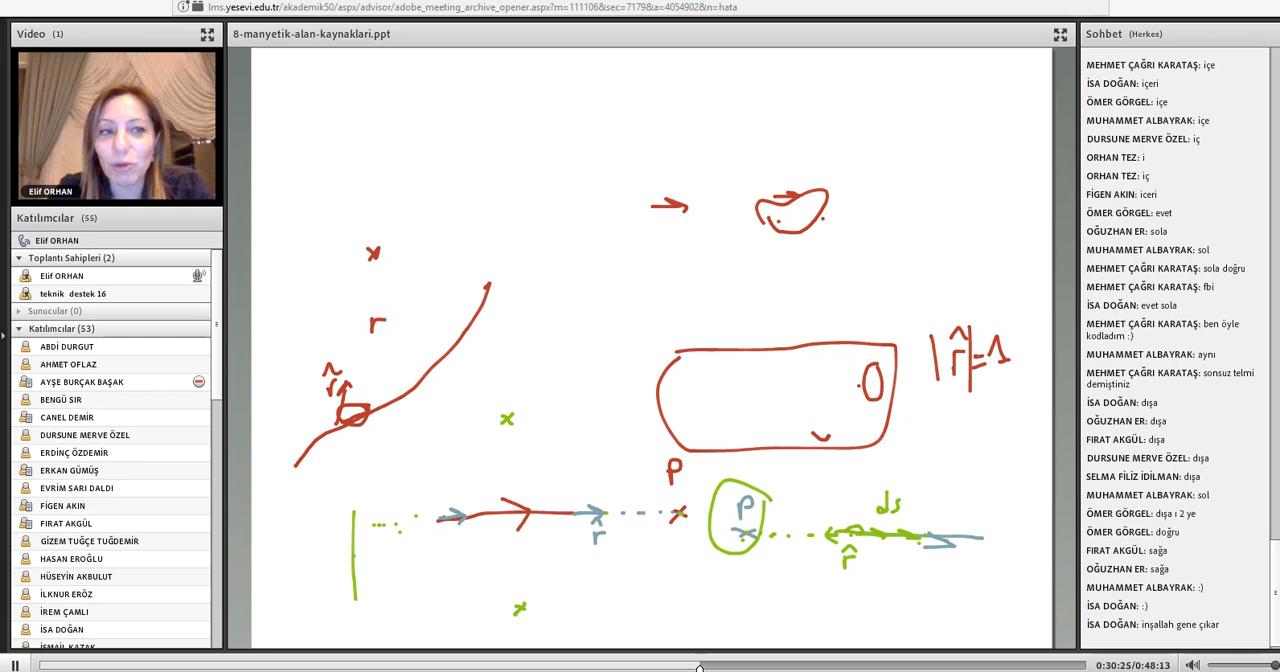 lms.yesevi.edu.tr/akademik50/aspx/advisor/adobe_meeting_archive_opener.aspx?m=111106&sec=7179&a=4054902&n=hata
Video (1)
8-manyetik-alan-kaynaklari.ppt
Sohbet (Herkes)
Elif ORHAN
Katılımcılar (55)
Elif ORHAN
Toplantı Sahipleri (2)
Elif ORHAN
teknik destek 16
Sunucular (0)
Katılımcılar (53)
ABDİ DURGUT
AHMET OFLAZ
AYŞE BURÇAK BAŞAK
BENGÜ SIR
CANEL DEMİR
DURSUNE MERVE ÖZEL
ERDİNÇ ÖZDEMİR
ERKAN GÜMÜŞ
EVRİM SARI DALDI
FİGEN AKIN
FIRAT AKGÜL
GİZEM TUĞÇE TUĞDEMİR
HASAN EROĞLU
HÜSEYİN AKBULUT
İLKNUR ERÖZ
İREM ÇAMLI
İSA DOĞAN
İSMAİL KAZAK
x
r
r̂
|r̂|=1
x
P
x
r̂
P
x
ds
r̂
x
MEHMET ÇAĞRI KARATAŞ: içe
İSA DOĞAN: içeri
ÖMER GÖRGEL: içe
MUHAMMET ALBAYRAK: içe
DURSUNE MERVE ÖZEL: iç
ORHAN TEZ: i
ORHAN TEZ: iç
FİGEN AKIN: iceri
ÖMER GÖRGEL: evet
OĞUZHAN ER: sola
MUHAMMET ALBAYRAK: sol
MEHMET ÇAĞRI KARATAŞ: sola doğru
MEHMET ÇAĞRI KARATAŞ: fbi
İSA DOĞAN: evet sola
MEHMET ÇAĞRI KARATAŞ: ben öyle
kodladım :)
MUHAMMET ALBAYRAK: aynı
MEHMET ÇAĞRI KARATAŞ: sonsuz telmi
demiştiniz
İSA DOĞAN: dışa
OĞUZHAN ER: dışa
FIRAT AKGÜL: dışa
DURSUNE MERVE ÖZEL: dışa
SELMA FİLİZ İDİLMAN: dışa
MUHAMMET ALBAYRAK: sol
ÖMER GÖRGEL: dışa ı 2 ye
ÖMER GÖRGEL: doğru
FIRAT AKGÜL: sağa
OĞUZHAN ER: sağa
MUHAMMET ALBAYRAK: :)
İSA DOĞAN: :)
İSA DOĞAN: inşallah gene çıkar
0:30:25/0:48:13